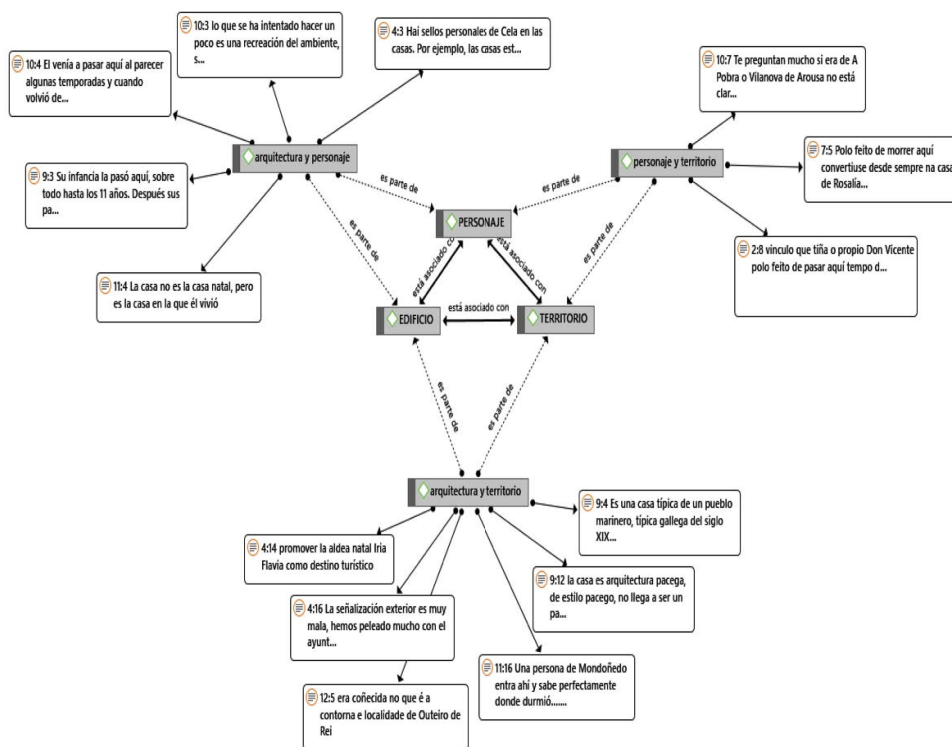 10:3 lo que se ha intentado hacer un
poco es una recreación del ambiente,
s...
4:3 Hai sellos personales de Cela en las
casas. Por ejemplo, las casas est...
10:4 El venía a pasar aquí al parecer
algunas temporadas y cuando
volvió de...
10:7 Te preguntan mucho si era de A
Pobra o Vilanova de Arousa no está
clar...
arquitectura y personaje
personaje y territorio
7:5 Polo feito de morrer aquí
convertiuse desde sempre na casa
de Rosalía...
9:3 Su infancia la pasó aquí, sobre
todo hasta los 11 años. Después sus
pa...
es parte de
es parte de
PERSONAJE
es parte de
es parte de
2:8 vinculo que tiña o propio Don Vicente
polo feito de pasar aquí tempo d...
11:4 La casa no es la casa natal, pero
es la casa en la que él vivió
está asociado co
está asociado con
EDIFICIO
está asociado con
TERRITORIO
es parte de
es parte de
arquitectura y territorio
9:4 Es una casa típica de un pueblo
marinero, típica gallega del siglo
XIX...
4:14 promover la aldea natal Iria
Flavia como destino turístico
9:12 la casa es arquitectura pacega,
de estilo pacego, no llega a ser un
pa...
4:16 La señalización exterior es muy
mala, hemos peleado mucho con el
ayunt...
11:16 Una persona de Mondoñedo
entra ahí y sabe perfectamente
donde durmió.......
12:5 era coñecida no que é a
contorna e localidade de Outeiro de
Rei